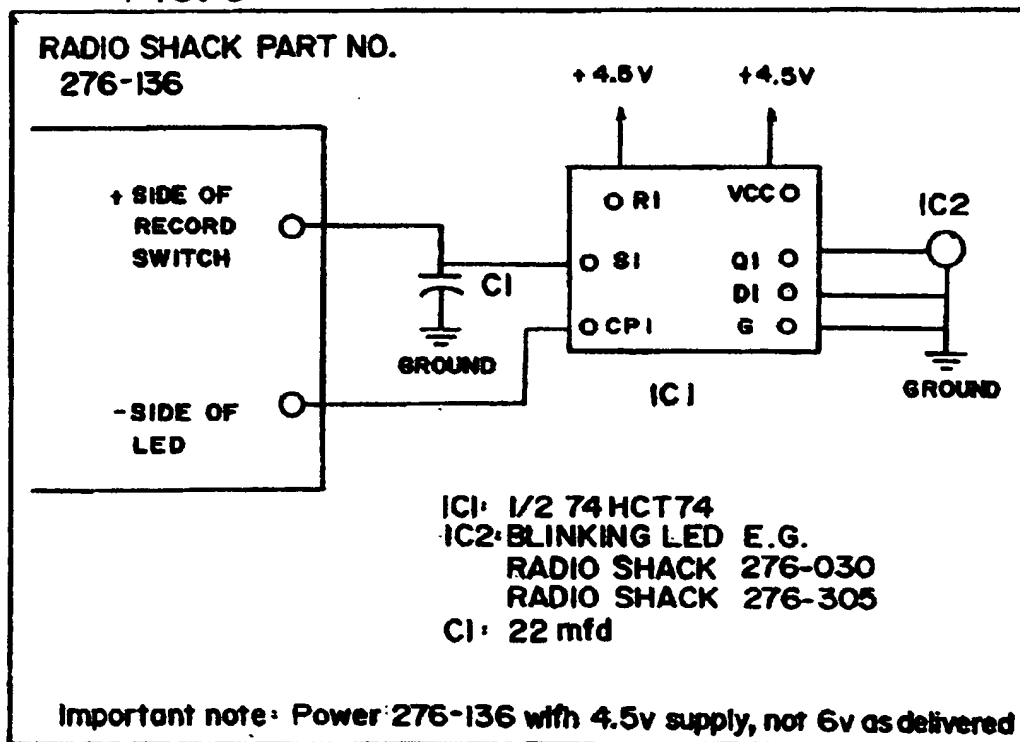 RADIO SHACK PART NO.
276-136
+4.5V
+4.5V
+ SIDE OF
RECORD
SWITCH
R1
VCC
IC2
S1
Q1
C1
D1
CP1
G
GROUND
IC1
GROUND
-SIDE OF
LED
IC1: 1/2 74HCT74
IC2: BLINKING LED E.G.
RADIO SHACK 276-030
RADIO SHACK 276-305
C1: 22 mfd
Important note: Power 276-136 with 4.5v supply, not 6v as delivered